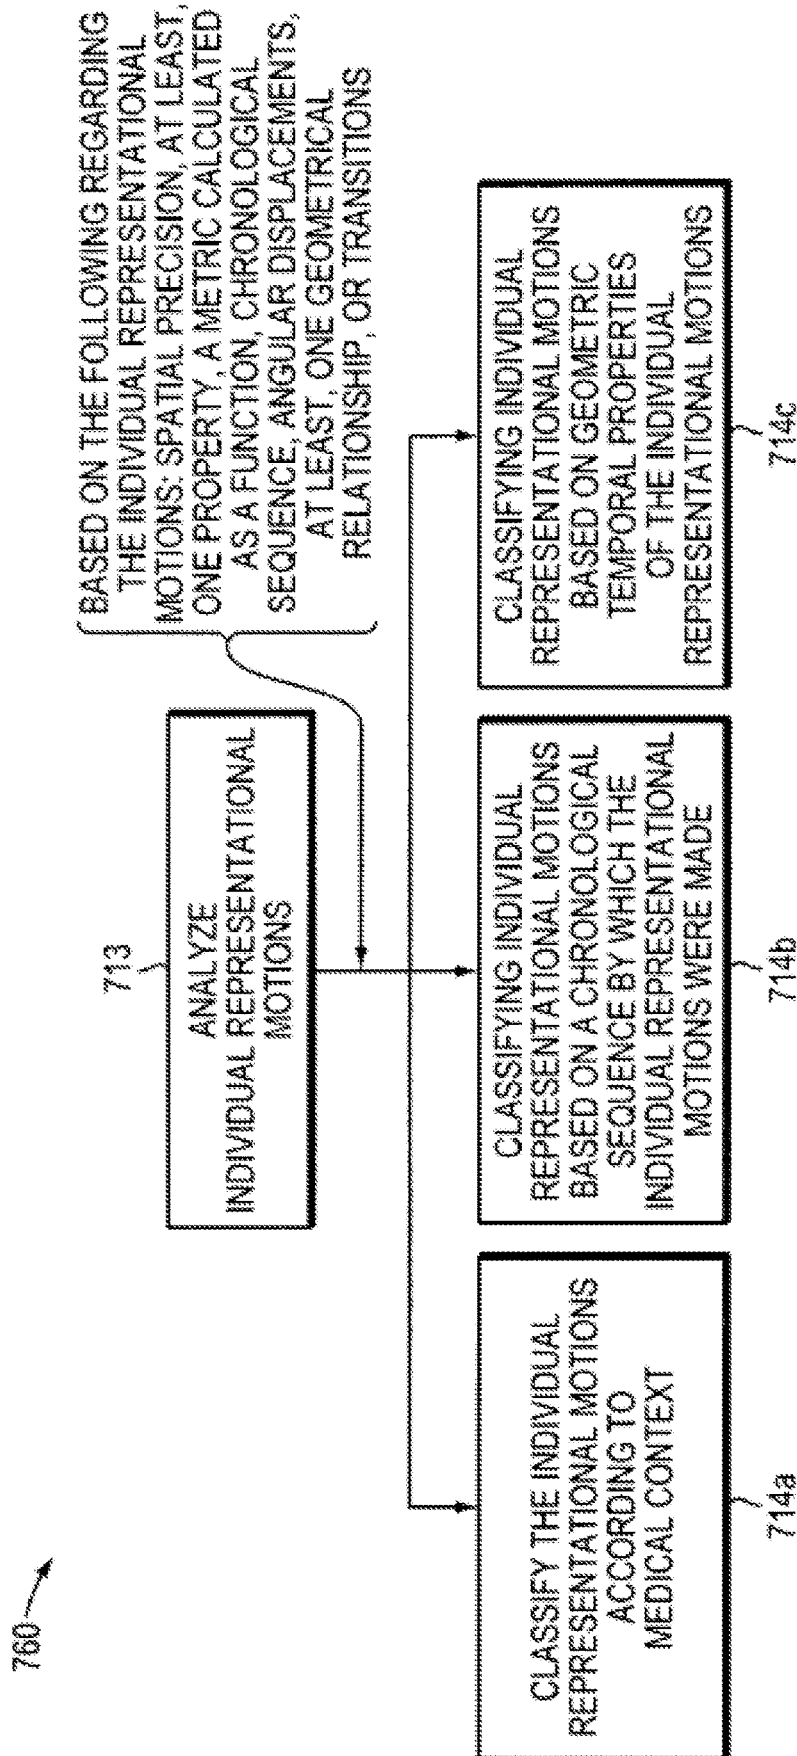 760
713
ANALYZE
INDIVIDUAL REPRESENTATIONAL
MOTIONS
BASED ON THE FOLLOWING REGARDING
THE INDIVIDUAL REPRESENTATIONAL
MOTIONS: SPATIAL PRECISION, AT LEAST,
ONE PROPERTY, A METRIC CALCULATED
AS A FUNCTION, CHRONOLOGICAL
SEQUENCE, ANGULAR DISPLACEMENTS,
AT LEAST, ONE GEOMETRICAL
RELATIONSHIP, OR TRANSITIONS
CLASSIFY THE INDIVIDUAL
REPRESENTATIONAL MOTIONS
ACCORDING TO
MEDICAL CONTEXT
714a
CLASSIFYING INDIVIDUAL
REPRESENTATIONAL MOTIONS
BASED ON A CHRONOLOGICAL
SEQUENCE BY WHICH THE
INDIVIDUAL REPRESENTATIONAL
MOTIONS WERE MADE
714b
CLASSIFYING INDIVIDUAL
REPRESENTATIONAL MOTIONS
BASED ON GEOMETRIC
TEMPORAL PROPERTIES
OF THE INDIVIDUAL
REPRESENTATIONAL MOTIONS
714c